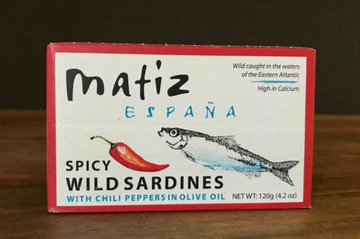 matiz
ESPAÑA
Wild caught in the waters
of the Eastern Atlantic
High in Calcium
SPICY
WILD SARDINES
WITH CHILI PEPPERS IN OLIVE OIL
NET WT: 120g (4.2 oz)